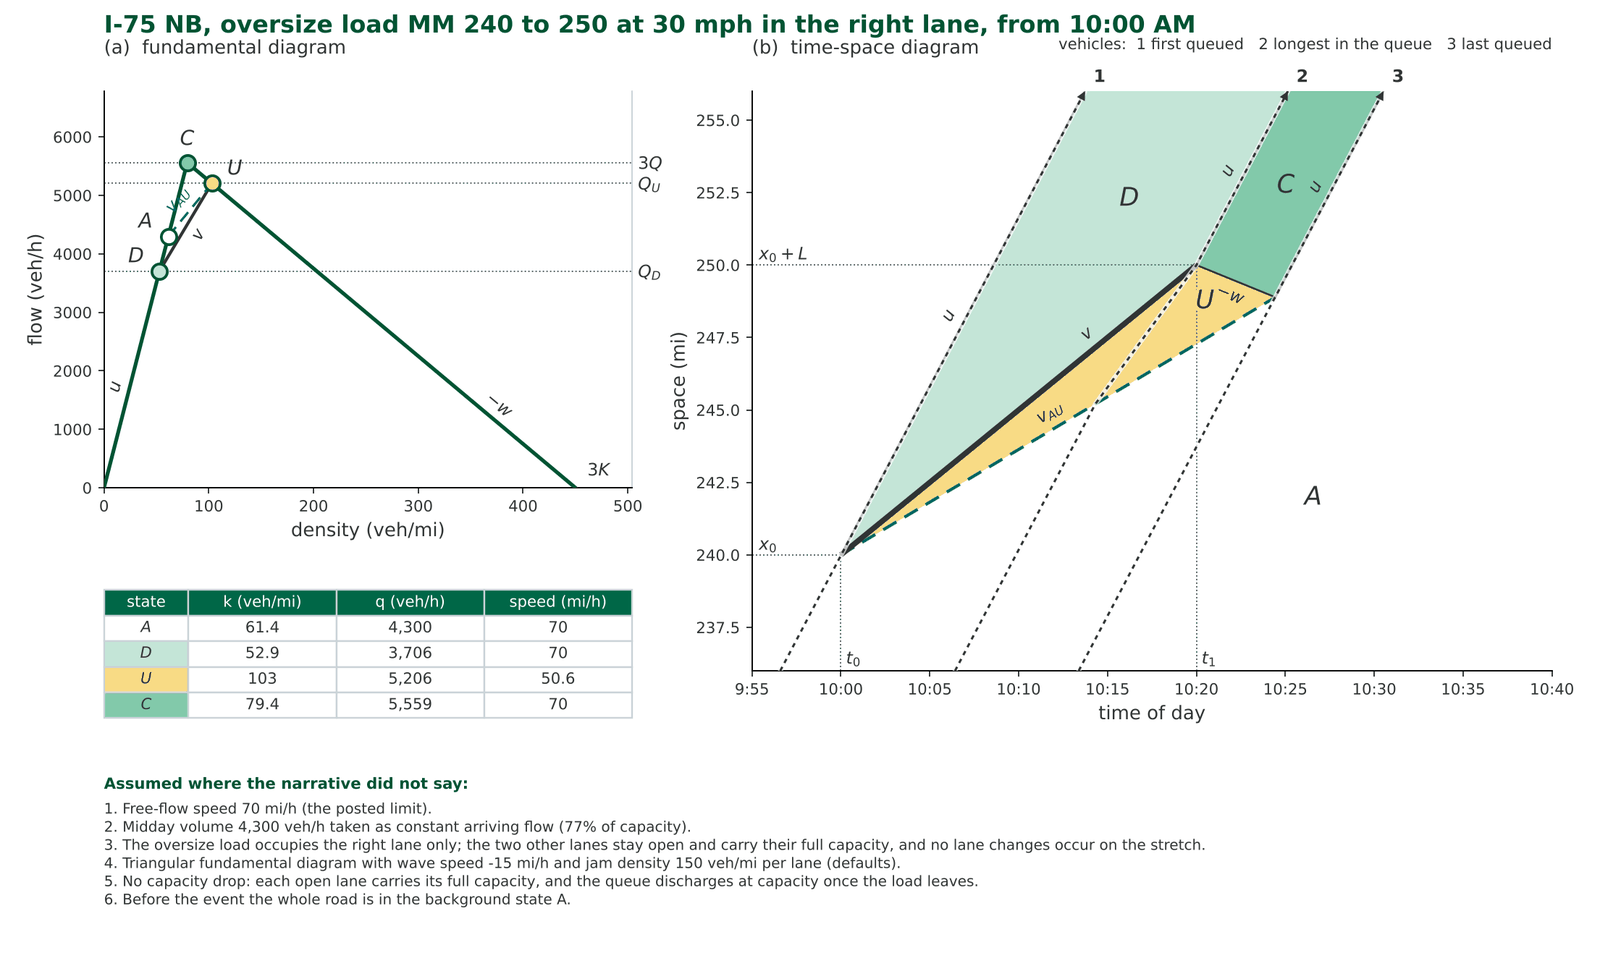 I-75 NB, oversize load MM 240 to 250 at 30 mph in the right lane, from 10:00 AM
(a) fundamental diagram
(b) time-space diagram
vehicles: 1 first queued 2 longest in the queue 3 last queued
1 2 3
flow (veh/h)
6000
5000
4000
3000
2000
1000
0
C
U
A
D
v_AU
v
u
−w
3K
3Q
Q_U
Q_D
0 100 200 300 400 500
density (veh/mi)
space (mi)
255.0
252.5
250.0
247.5
245.0
242.5
240.0
237.5
x₀ + L
x₀
D
C
U
A
u
u
u
v
v_AU
−w
t₀
t₁
9:55 10:00 10:05 10:10 10:15 10:20 10:25 10:30 10:35 10:40
time of day
state k (veh/mi) q (veh/h) speed (mi/h)
A 61.4 4,300 70
D 52.9 3,706 70
U 103 5,206 50.6
C 79.4 5,559 70
Assumed where the narrative did not say:
1. Free-flow speed 70 mi/h (the posted limit).
2. Midday volume 4,300 veh/h taken as constant arriving flow (77% of capacity).
3. The oversize load occupies the right lane only; the two other lanes stay open and carry their full capacity, and no lane changes occur on the stretch.
4. Triangular fundamental diagram with wave speed -15 mi/h and jam density 150 veh/mi per lane (defaults).
5. No capacity drop: each open lane carries its full capacity, and the queue discharges at capacity once the load leaves.
6. Before the event the whole road is in the background state A.